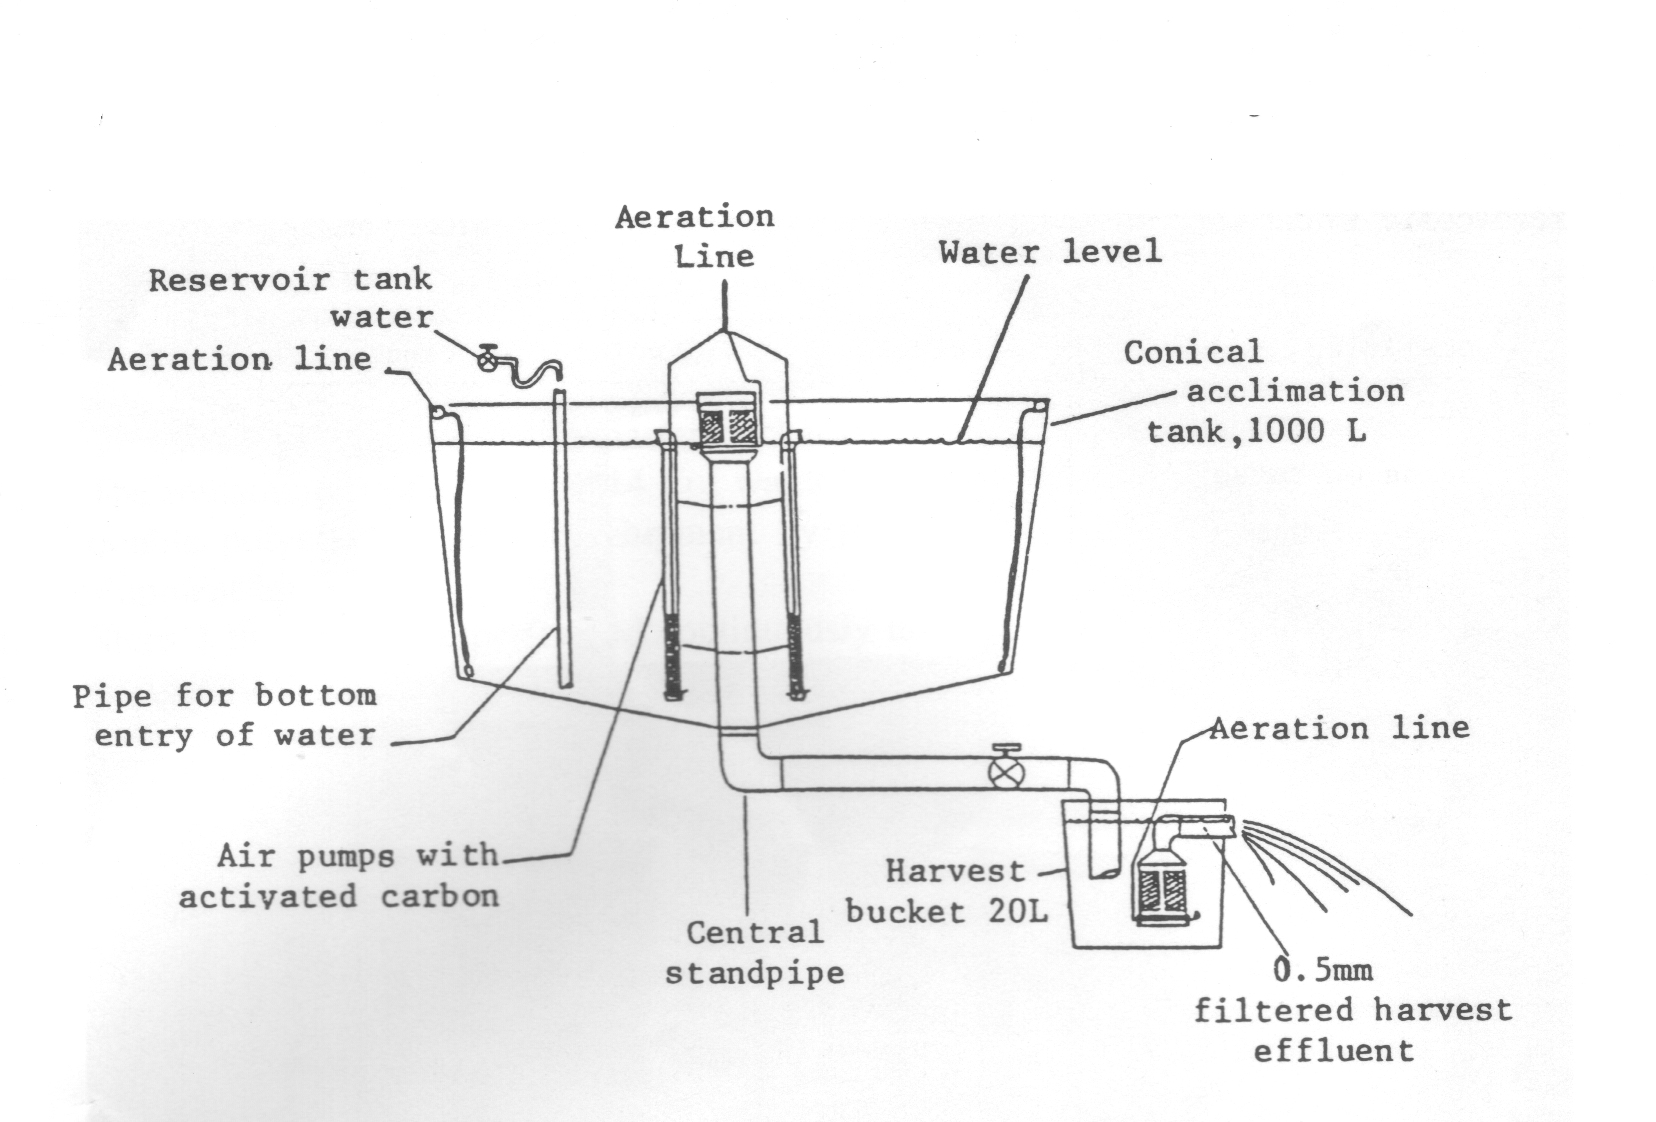 Aeration
Line
Water level
Reservoir tank
water
Aeration line
Conical
acclimation
tank,1000 L
Pipe for bottom
entry of water
Aeration line
Air pumps with
activated carbon
Harvest
bucket 20L
Central
standpipe
0.5mm
filtered harvest
effluent